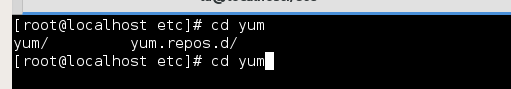 [root@localhost etc]# cd yum
yum/ yum.repos.d/
[root@localhost etc]# cd yum